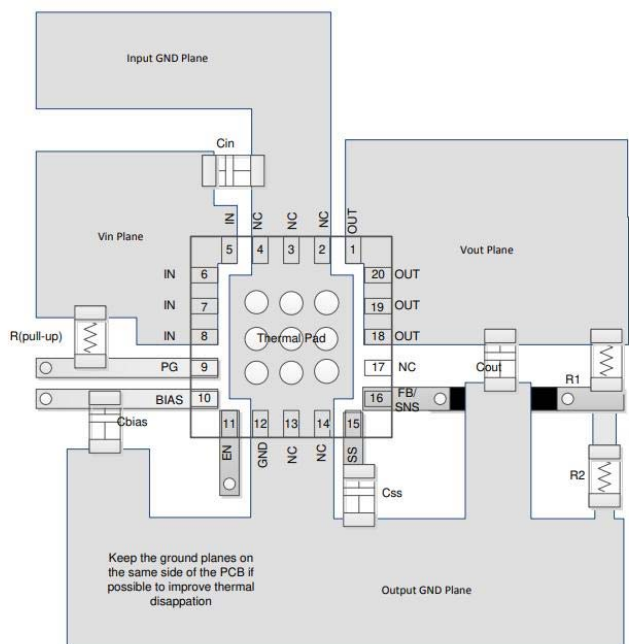 Input GND Plane
Cin
Vin Plane
IN
NC
NC
NC
OUT
Vout Plane
5
4
3
2
1
IN
6
20
OUT
IN
7
19
OUT
R(pull-up)
IN
8
Thermal Pad
18
OUT
PG
9
17
NC
Cout
R1
BIAS
10
16
FB/
SNS
Cbias
11
12
13
14
15
EN
GND
NC
NC
SS
R2
Css
Keep the ground planes on
the same side of the PCB if
possible to improve thermal
disappation
Output GND Plane